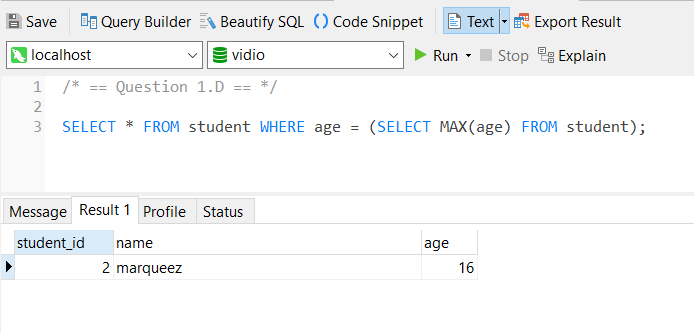 Save Query Builder Beautify SQL () Code Snippet Text Export Result
localhost vidio Run Stop Explain
1 /* == Question 1.D == */
2
3 SELECT * FROM student WHERE age = (SELECT MAX(age) FROM student);
Message Result 1 Profile Status
student_id name age
2 marqueez 16